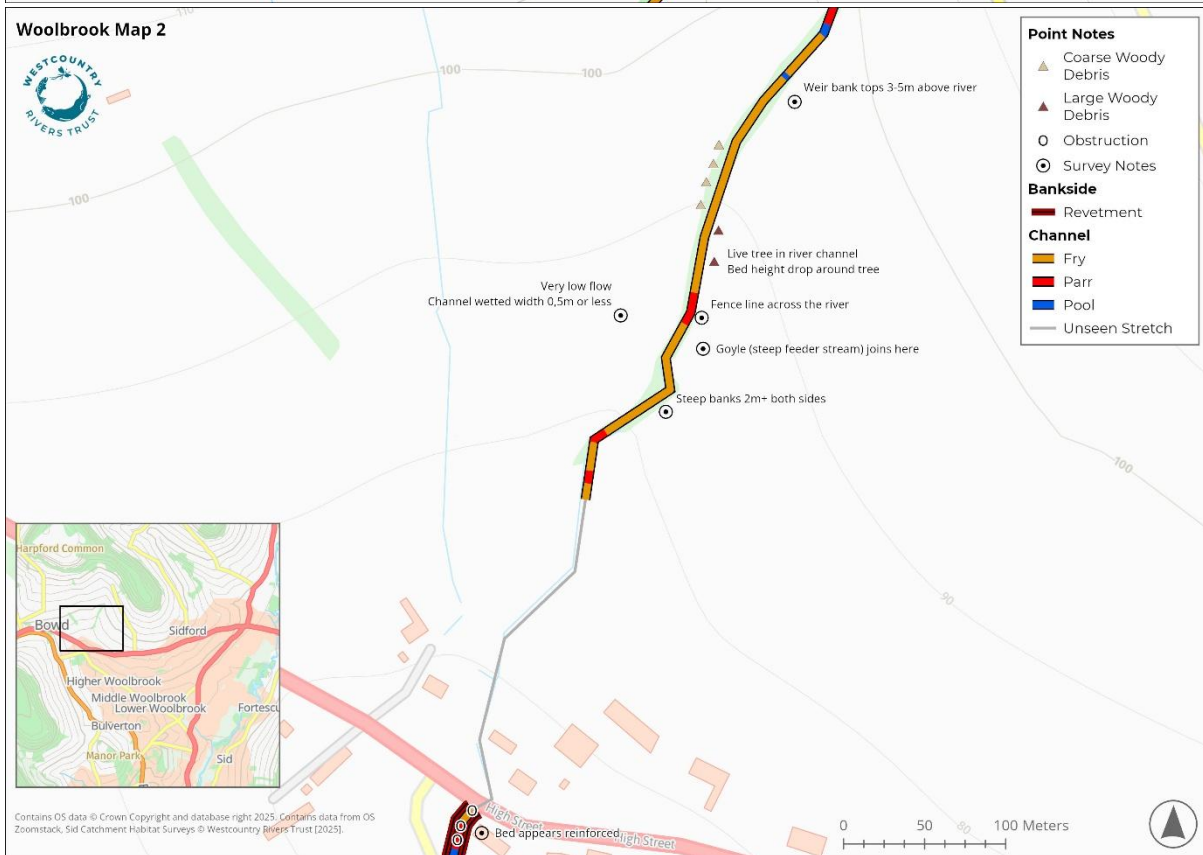 Woolbrook Map 2
WESTCOUNTRY
RIVERS TRUST
100
100
100
100
90
90
80
Weir bank tops 3-5m above river
Live tree in river channel
Bed height drop around tree
Very low flow
Channel wetted width 0,5m or less
Fence line across the river
Goyle (steep feeder stream) joins here
Steep banks 2m+ both sides
Bed appears reinforced
High Street
High Street
Point Notes
Coarse Woody
Debris
Large Woody
Debris
Obstruction
Survey Notes
Bankside
Revetment
Channel
Fry
Parr
Pool
Unseen Stretch
Harpford Common
Bowd
Sidford
Higher Woolbrook
Middle Woolbrook
Lower Woolbrook
Fortescu
Bulverton
Manor Park
Sid
Contains OS data © Crown Copyright and database right 2025. Contains data from OS
Zoomstack, Sid Catchment Habitat Surveys © Westcountry Rivers Trust [2025].
0 50 100 Meters